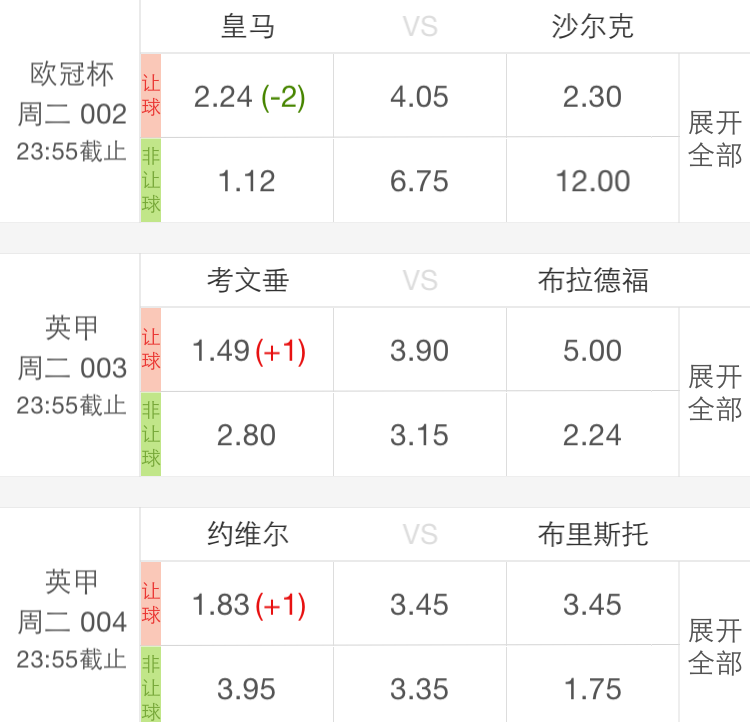 皇马 VS 沙尔克
欧冠杯
周二 002
23:55截止
让球 2.24 (-2) 4.05 2.30
非让球 1.12 6.75 12.00
展开
全部
考文垂 VS 布拉德福
英甲
周二 003
23:55截止
让球 1.49 (+1) 3.90 5.00
非让球 2.80 3.15 2.24
展开
全部
约维尔 VS 布里斯托
英甲
周二 004
23:55截止
让球 1.83 (+1) 3.45 3.45
非让球 3.95 3.35 1.75
展开
全部